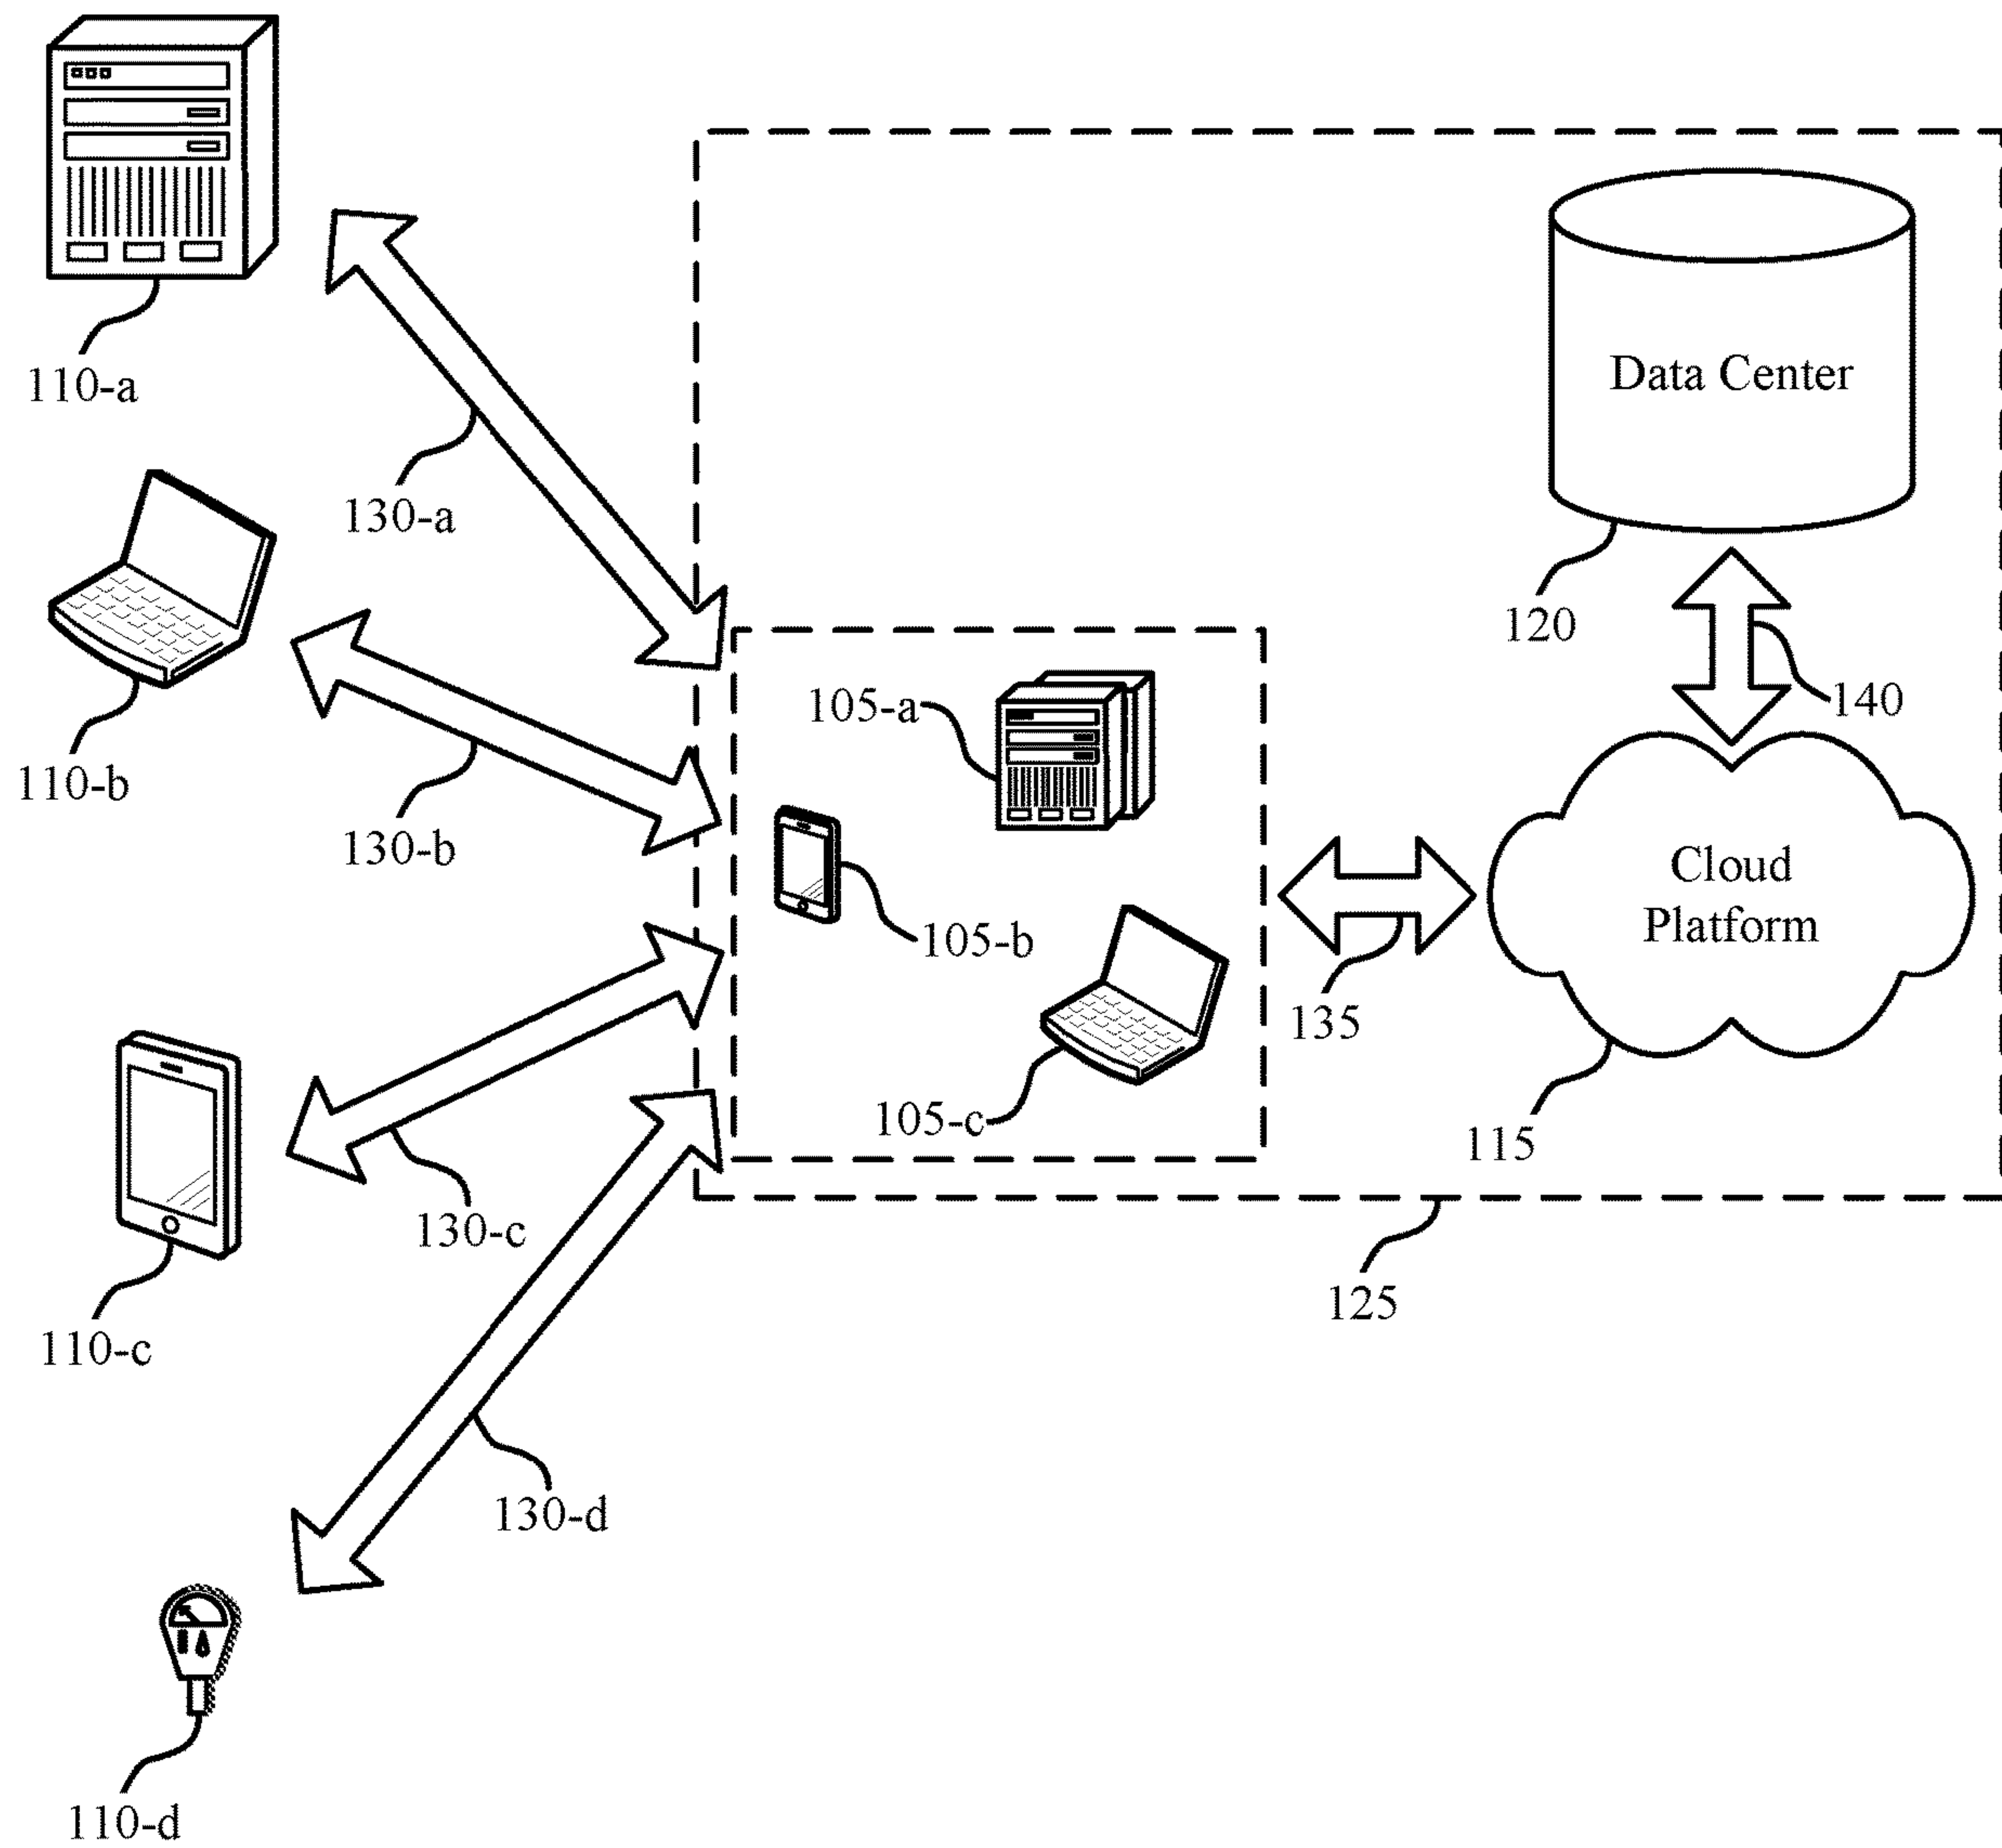 110-a
130-a
Data Center
120
140
110-b
130-b
105-a
105-b
105-c
135
Cloud
Platform
115
110-c
130-c
125
130-d
110-d